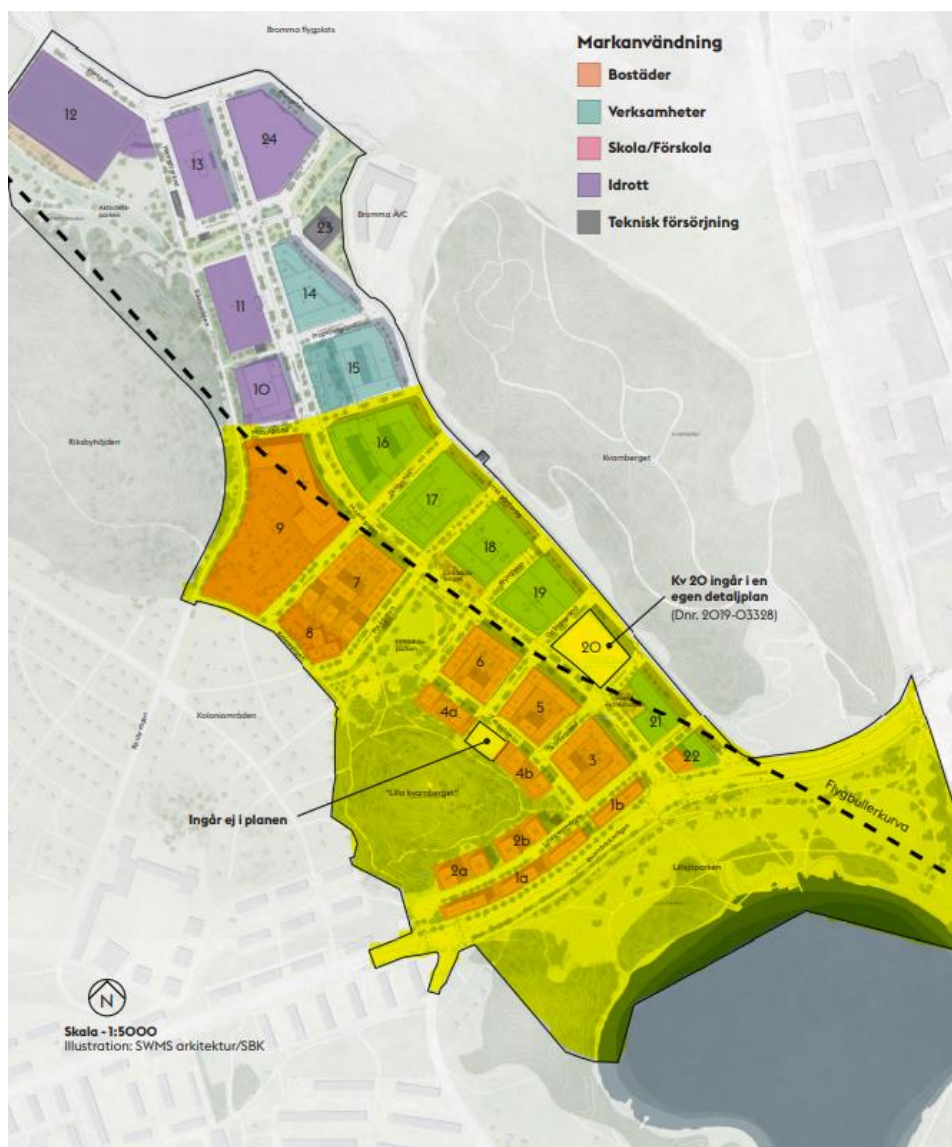 Bromma flygplats
Markanvändning
Bostäder
Verksamheter
Skola/Förskola
Idrott
Teknisk försörjning
12
13
24
Bromma ÅVC
23
14
11
15
10
16
Riksbyhöjden
Kvarnberget
17
9
18
7
19
Kv 20 ingår i en
egen detaljplan
(Dnr. 2019-03328)
20
8
6
Koloniområden
4a
5
21
3
22
4b
"Lilla kvarnberget"
Flygbullerkurva
Ingår ej i planen
1b
2b
Lillsjöparken
2a
1a
N
Skala - 1:5000
Illustration: SWMS arkitektur/SBK